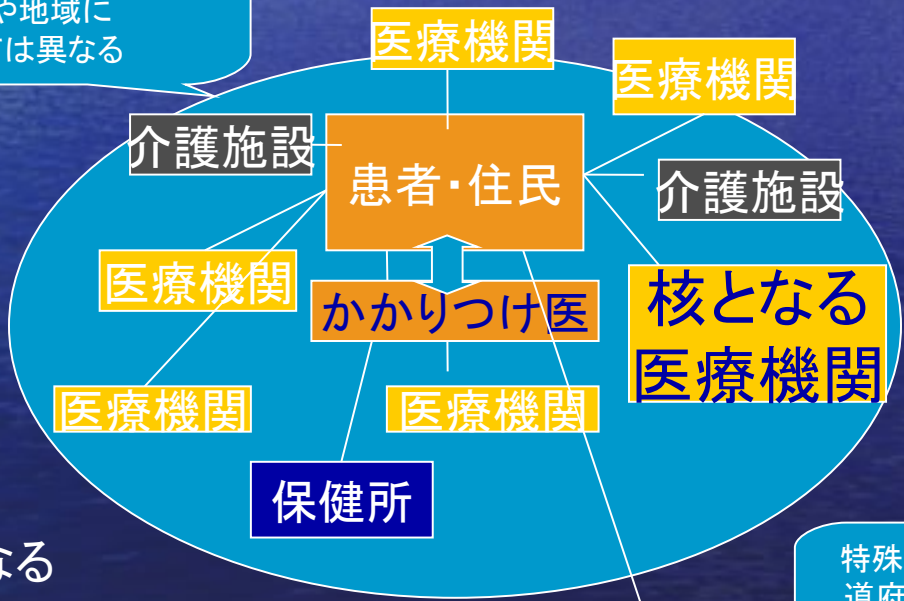 や地域に
は異なる
医療機関
医療機関
介護施設
患者・住民
介護施設
医療機関
かかりつけ医
核となる
医療機関
医療機関
医療機関
保健所
なる
特殊
道府